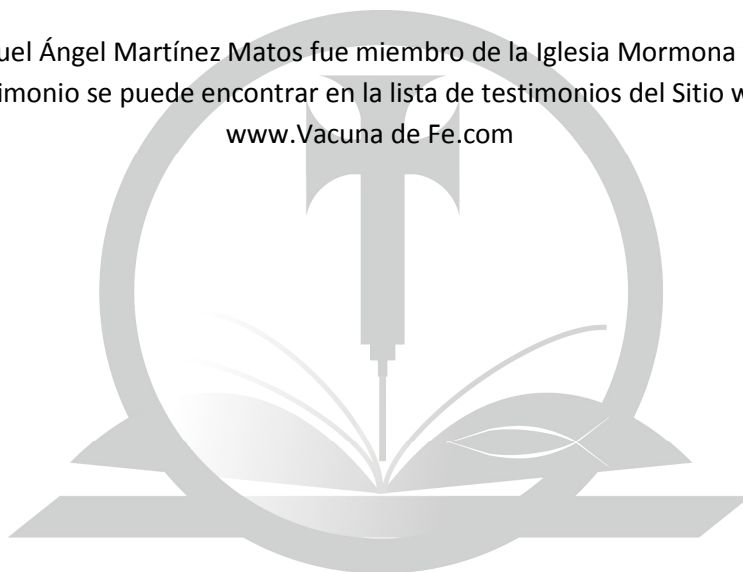 uel Ángel Martínez Matos fue miembro de la Iglesia Mormona
imonio se puede encontrar en la lista de testimonios del Sitio w
www.Vacuna de Fe.com